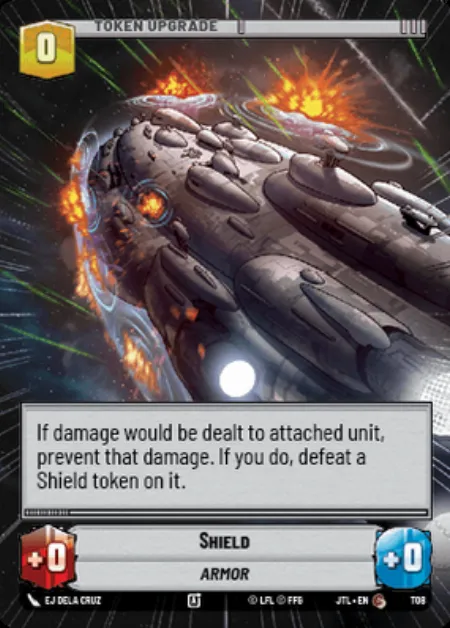 TOKEN UPGRADE
0
If damage would be dealt to attached unit,
prevent that damage. If you do, defeat a
Shield token on it.
+0
SHIELD
+0
ARMOR
EJ DELA CRUZ
© LFL © FFG
JTL • EN
T08